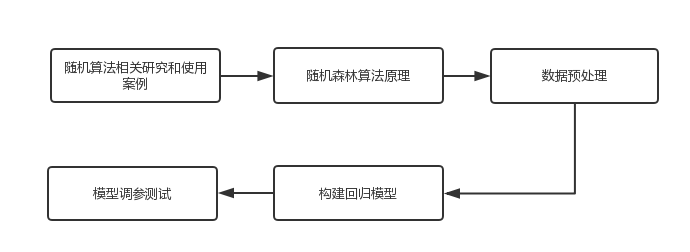 随机算法相关研究和使用
案例
随机森林算法原理
数据预处理
构建回归模型
模型调参测试